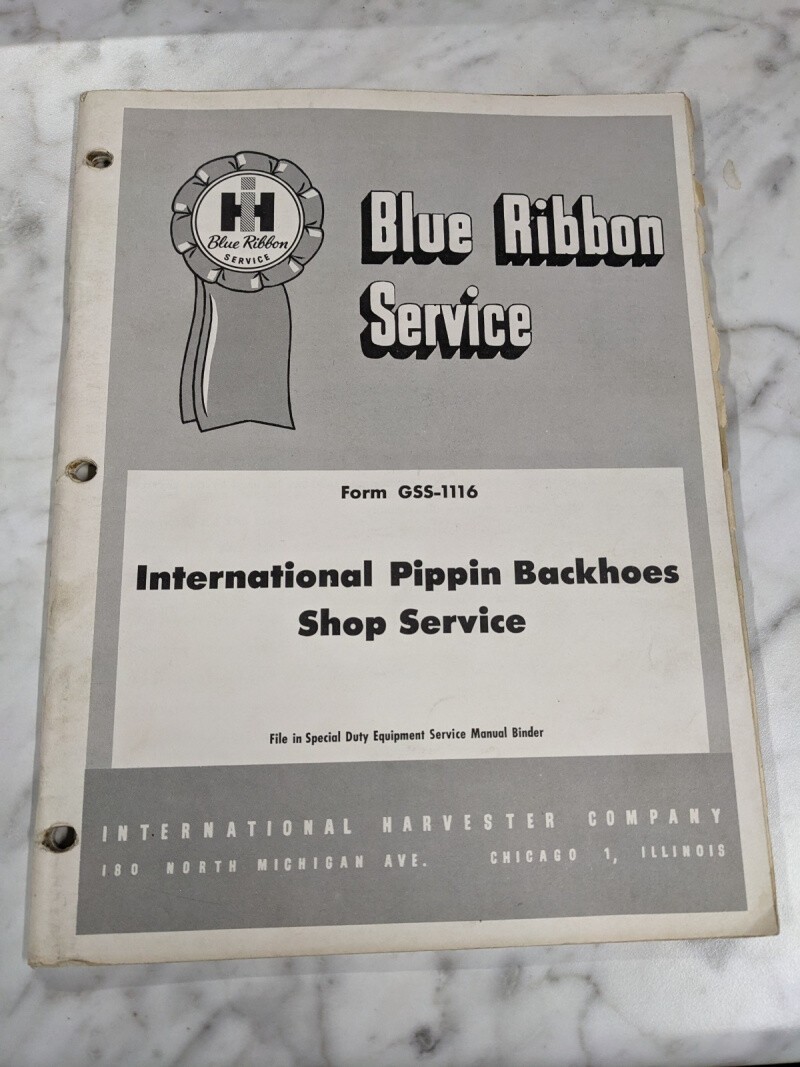 IH
Blue Ribbon
SERVICE
Blue Ribbon
Service
Form GSS-1116
International Pippin Backhoes
Shop Service
File in Special Duty Equipment Service Manual Binder
INTERNATIONAL HARVESTER COMPANY
180 NORTH MICHIGAN AVE. CHICAGO 1, ILLINOIS